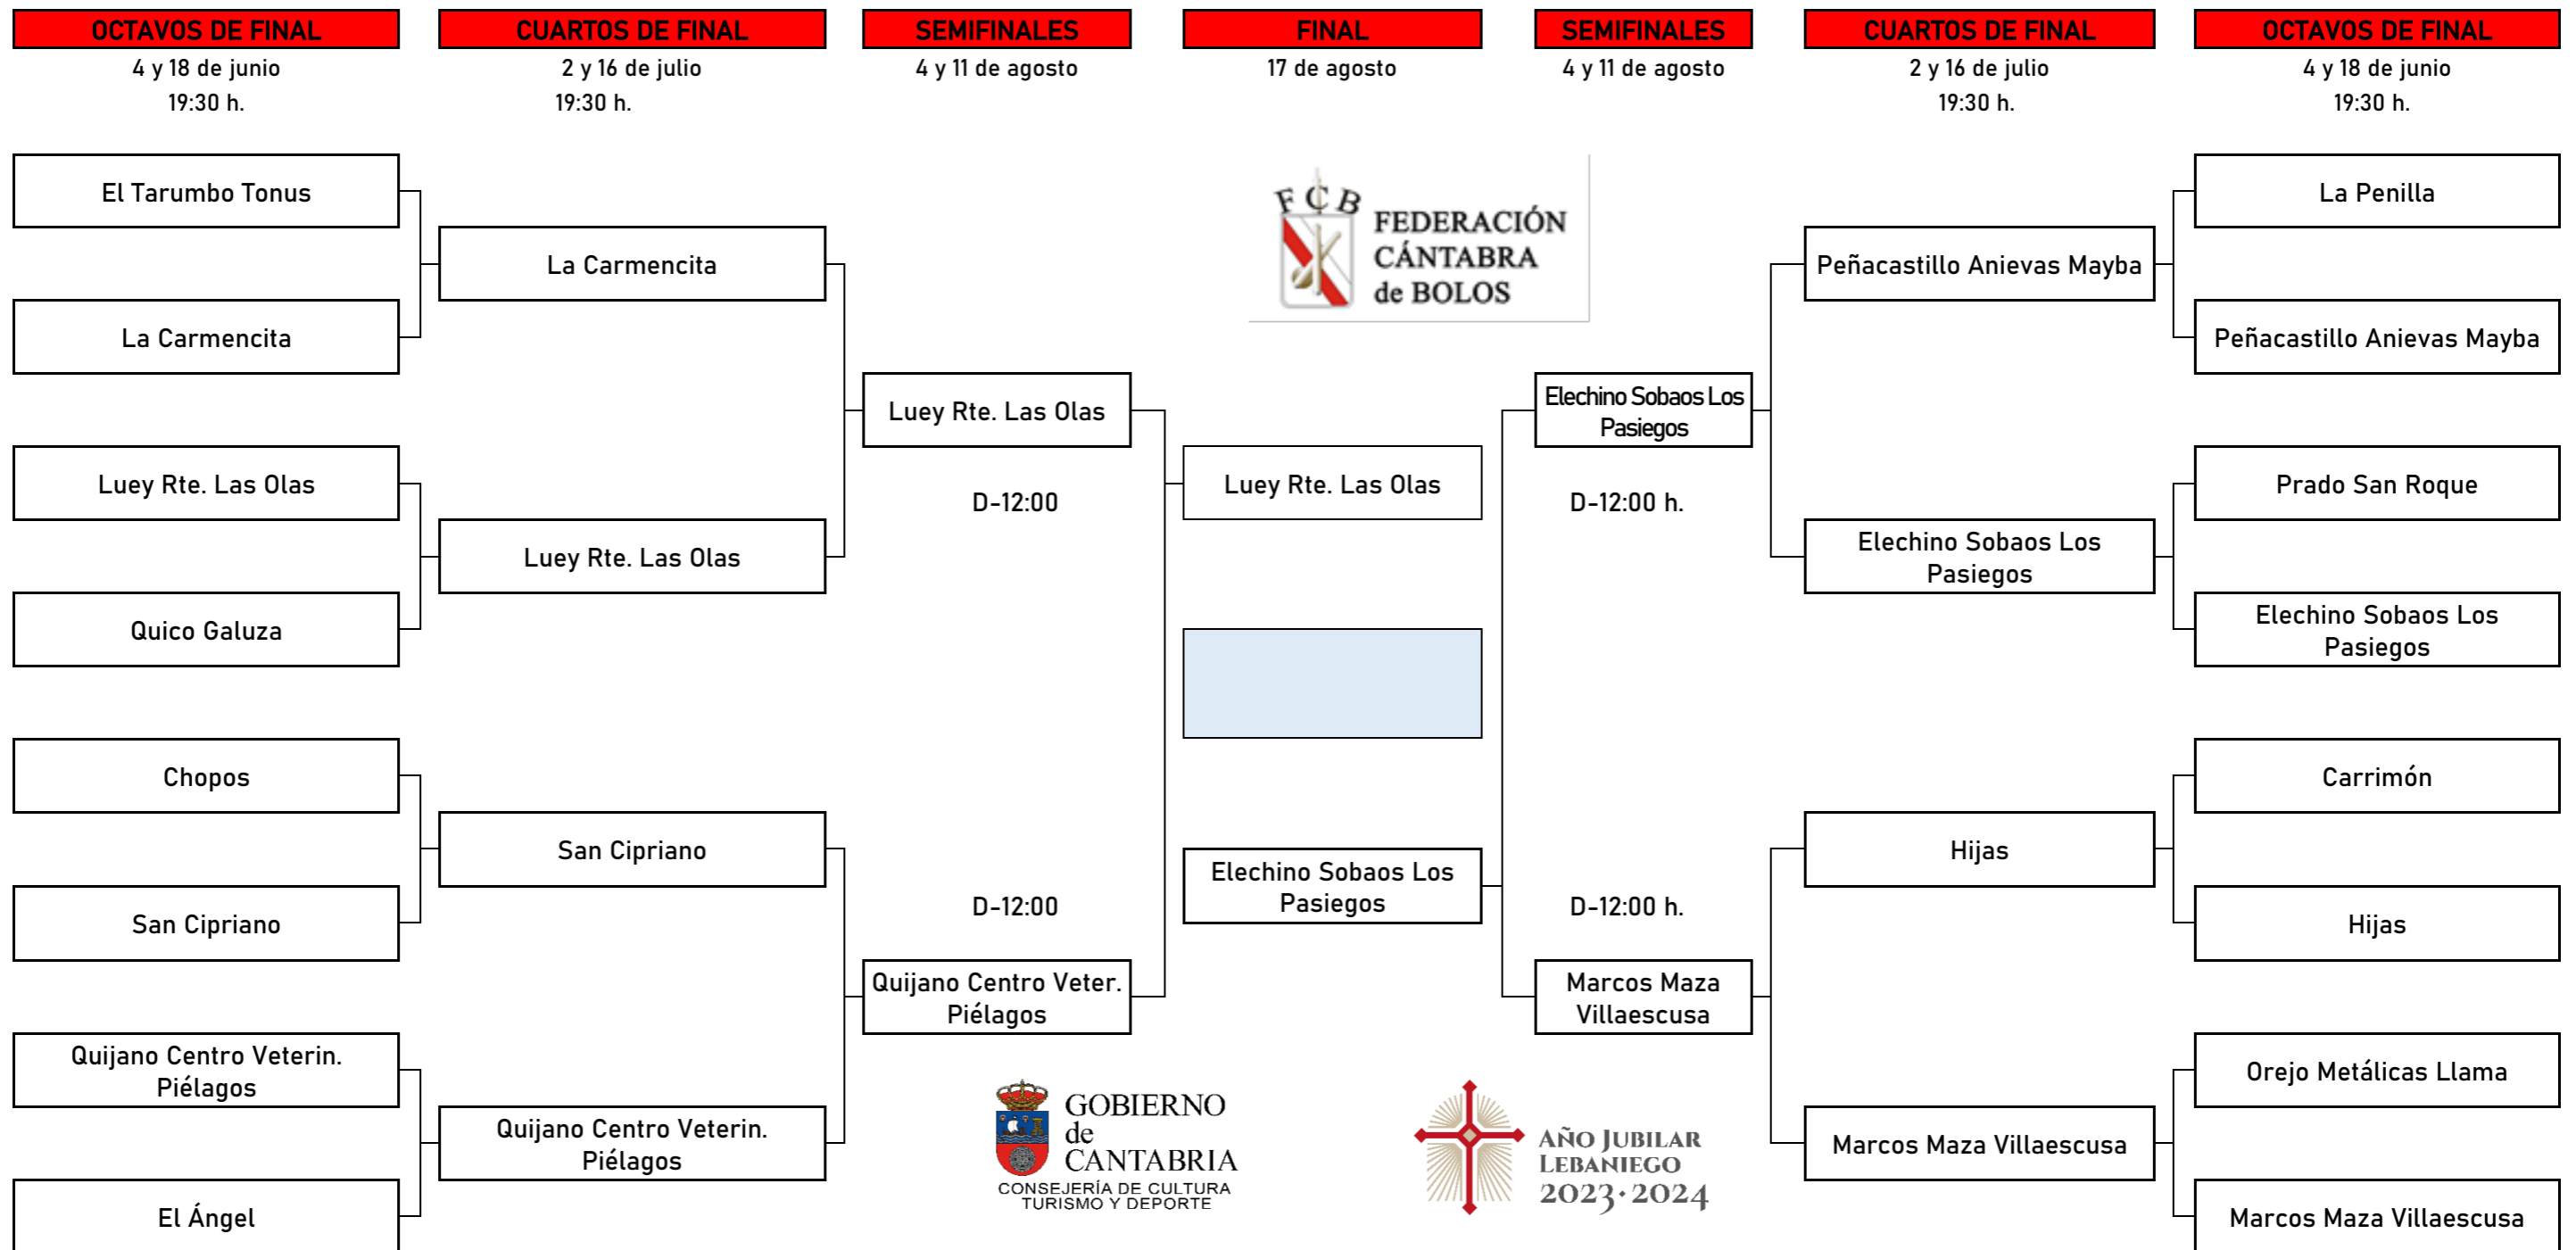 OCTAVOS DE FINAL
CUARTOS DE FINAL
SEMIFINALES
FINAL
SEMIFINALES
CUARTOS DE FINAL
OCTAVOS DE FINAL
4 y 18 de junio
2 y 16 de julio
4 y 11 de agosto
17 de agosto
4 y 11 de agosto
2 y 16 de julio
4 y 18 de junio
19:30 h.
19:30 h.
19:30 h.
19:30 h.
El Tarumbo Tonus
La Carmencita
Luey Rte. Las Olas
Quico Galuza
Chopos
San Cipriano
Quijano Centro Veterin.
Piélagos
El Ángel
La Carmencita
Luey Rte. Las Olas
San Cipriano
Quijano Centro Veterin.
Piélagos
Luey Rte. Las Olas
D-12:00
D-12:00
Quijano Centro Veter.
Piélagos
F C B
FEDERACIÓN
CÁNTABRA
de BOLOS
Luey Rte. Las Olas
Elechino Sobaos Los
Pasiegos
Elechino Sobaos Los
Pasiegos
D-12:00 h.
D-12:00 h.
Marcos Maza
Villaescusa
Peñacastillo Anievas Mayba
Elechino Sobaos Los
Pasiegos
Hijas
Marcos Maza Villaescusa
La Penilla
Peñacastillo Anievas Mayba
Prado San Roque
Elechino Sobaos Los
Pasiegos
Carrimón
Hijas
Orejo Metálicas Llama
Marcos Maza Villaescusa
GOBIERNO
de
CANTABRIA
CONSEJERÍA DE CULTURA
TURISMO Y DEPORTE
AÑO JUBILAR
LEBANIEGO
2023·2024